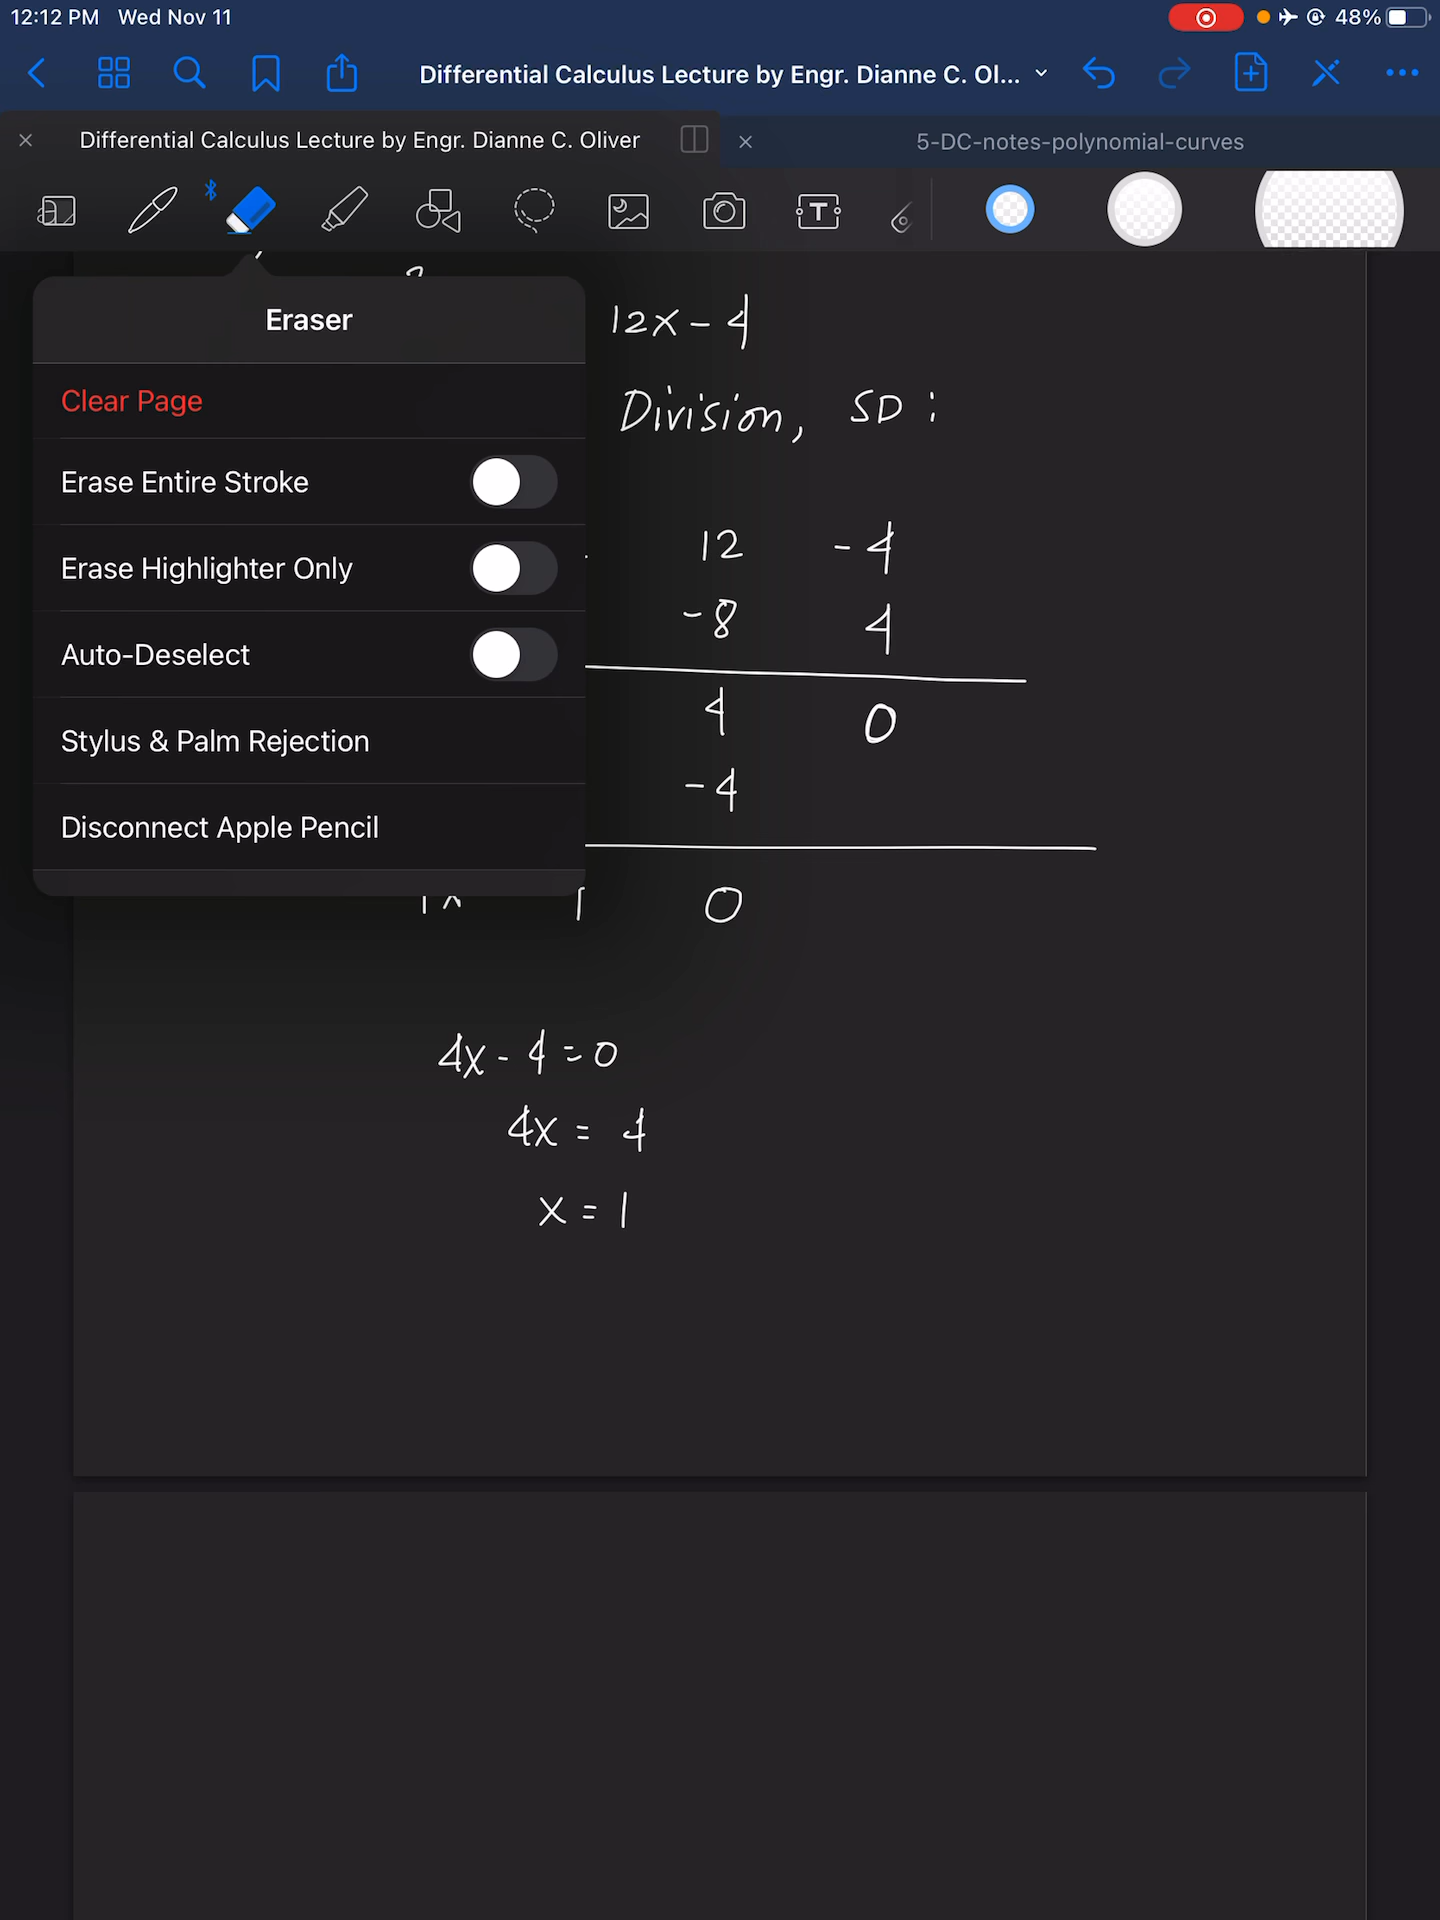 12:12 PM Wed Nov 11
48%
Differential Calculus Lecture by Engr. Dianne C. Ol...
Differential Calculus Lecture by Engr. Dianne C. Oliver
5-DC-notes-polynomial-curves
T
Eraser
Clear Page
Erase Entire Stroke
Erase Highlighter Only
Auto-Deselect
Stylus & Palm Rejection
Disconnect Apple Pencil
12x - 4
Division, SD :
12 -4
-8 4
4 0
-4
1 0
4x - 4 = 0
4x = 4
x = 1